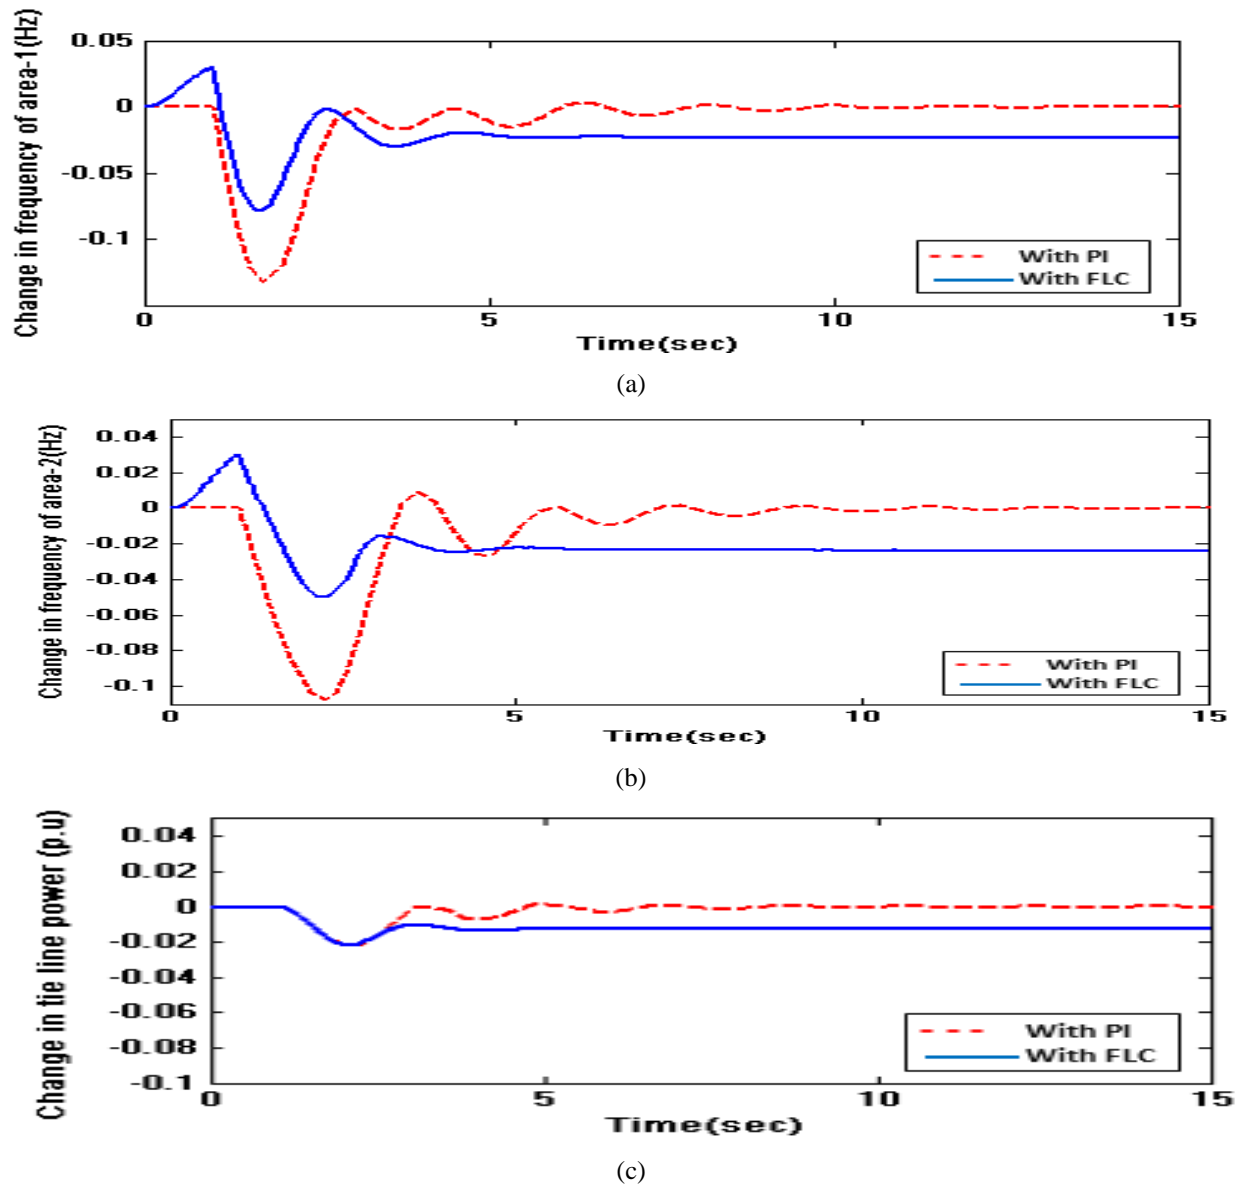 Change in frequency of area-1(Hz)
0.05
0
-0.05
-0.1
With PI
With FLC
0
5
10
15
Time(sec)
(a)
Change in frequency of area-2(Hz)
0.04
0.02
0
-0.02
-0.04
-0.06
-0.08
-0.1
With PI
With FLC
0
5
10
15
Time(sec)
(b)
Change in tie line power (p.u)
0.04
0.02
0
-0.02
-0.04
-0.06
-0.08
-0.1
With PI
With FLC
0
5
10
15
Time(sec)
(c)